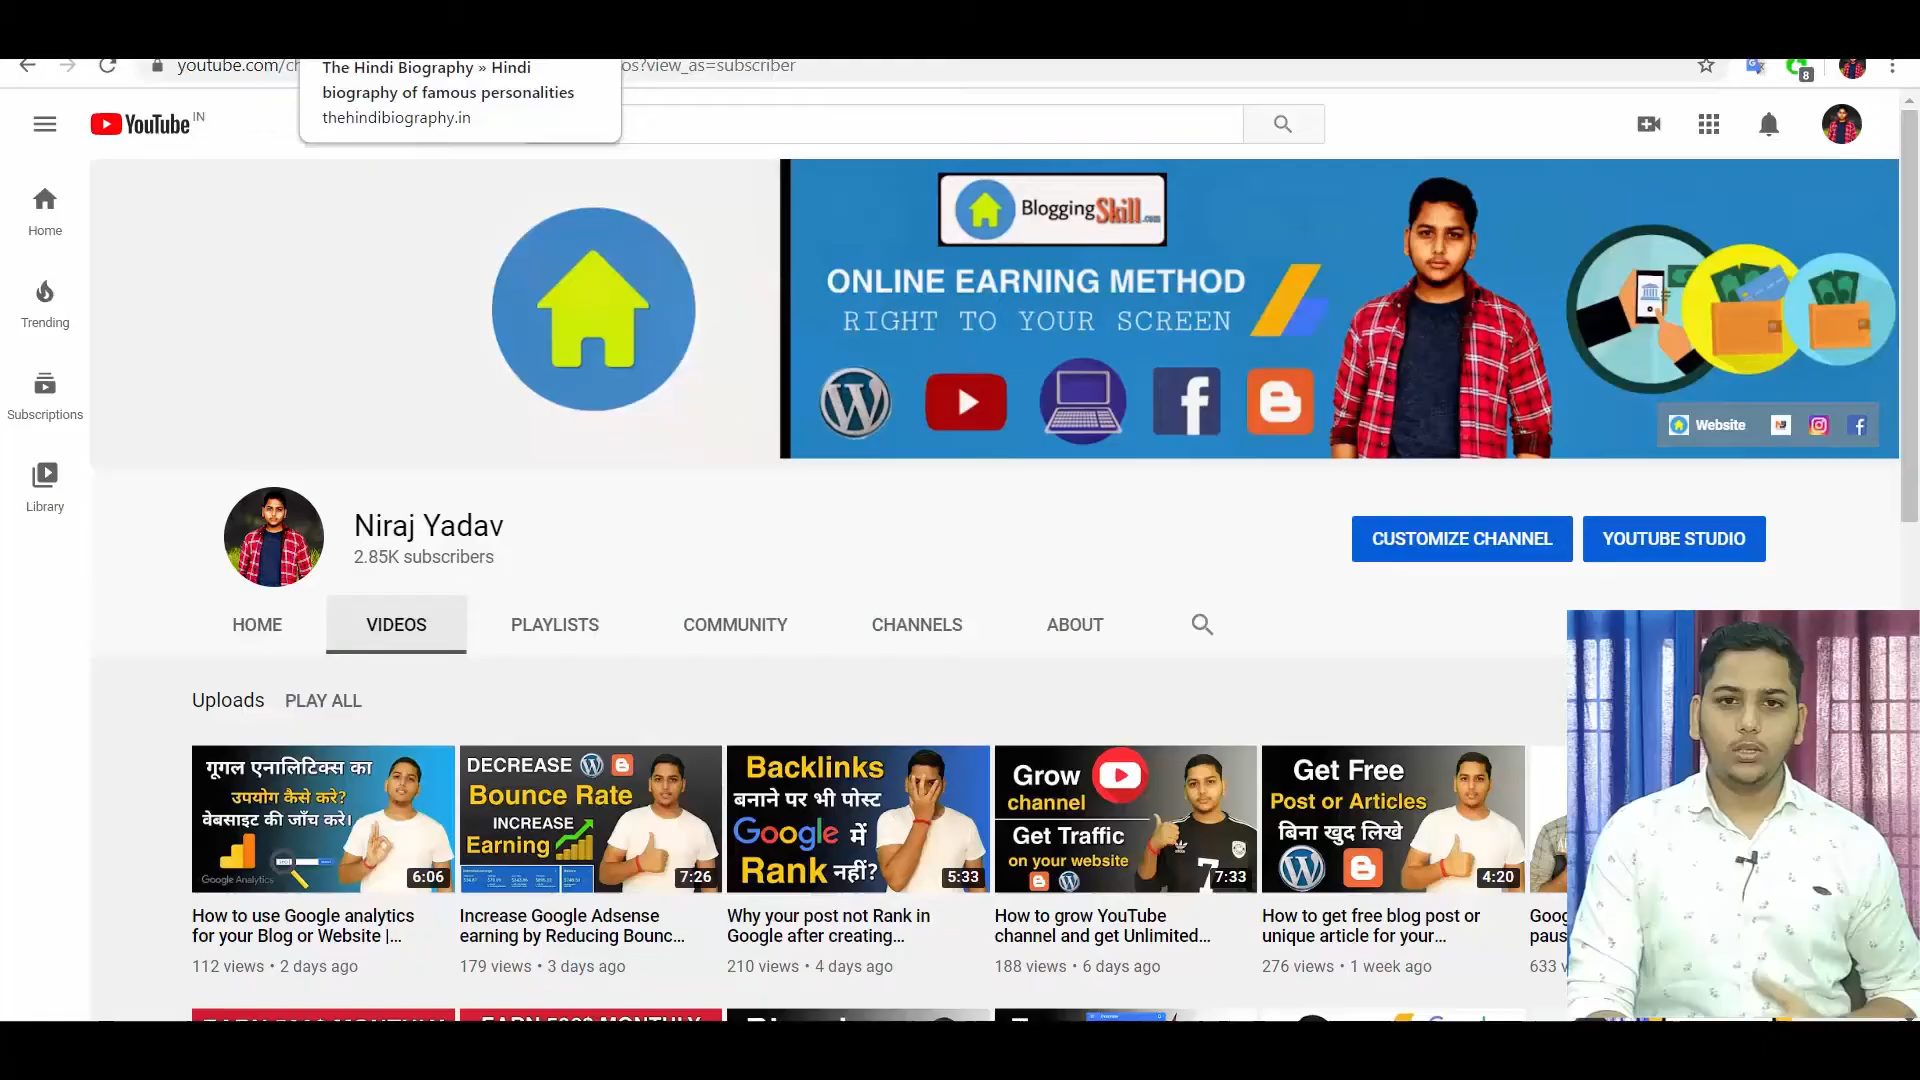 youtube.com/ch
os?view_as=subscriber
The Hindi Biography » Hindi
biography of famous personalities
thehindibiography.in
8
YouTube IN
Home
Trending
Subscriptions
Library
BloggingSkill.com
ONLINE EARNING METHOD
RIGHT TO YOUR SCREEN
Website
Niraj Yadav
2.85K subscribers
CUSTOMIZE CHANNEL
YOUTUBE STUDIO
HOME
VIDEOS
PLAYLISTS
COMMUNITY
CHANNELS
ABOUT
Uploads PLAY ALL
गूगल एनालिटिक्स का
उपयोग कैसे करे?
वेबसाइट की जाँच करे।
Google Analytics
6:06
DECREASE
Bounce Rate
INCREASE
Earning
7:26
Backlinks
बनाने पर भी पोस्ट
Google में
Rank नहीं?
5:33
Grow
channel
Get Traffic
on your website
7:33
Get Free
Post or Articles
बिना खुद लिखे
4:20
How to use Google analytics
for your Blog or Website |...
112 views • 2 days ago
Increase Google Adsense
earning by Reducing Bounc...
179 views • 3 days ago
Why your post not Rank in
Google after creating...
210 views • 4 days ago
How to grow YouTube
channel and get Unlimited...
188 views • 6 days ago
How to get free blog post or
unique article for your...
276 views • 1 week ago
Goog
paus
633 v